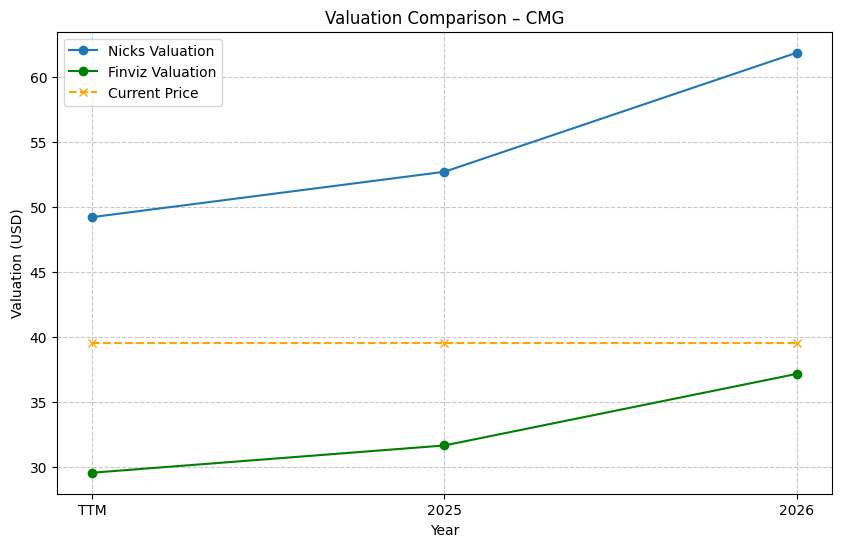 Valuation Comparison – CMG
Nicks Valuation
Finviz Valuation
Current Price
Valuation (USD)
60
55
50
45
40
35
30
TTM
2025
2026
Year